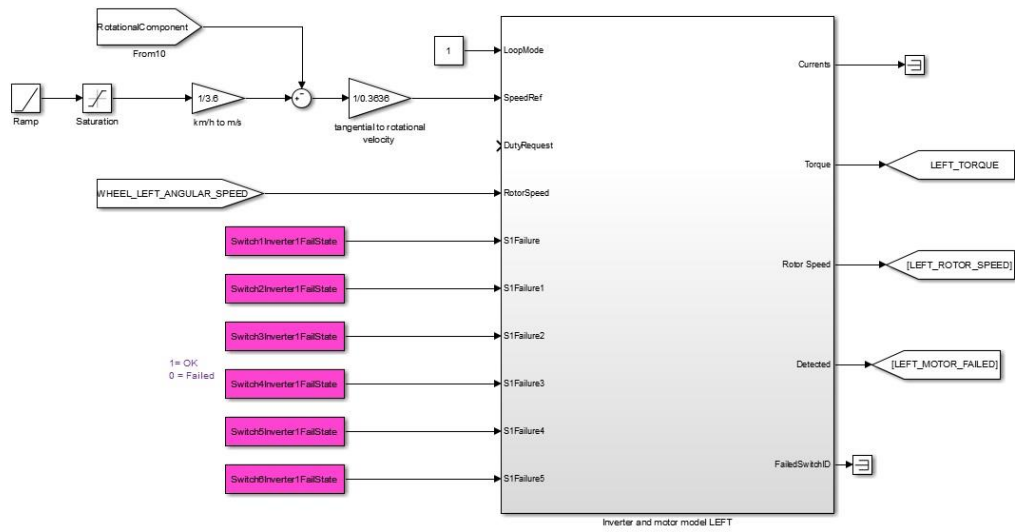 RotationalComponent
From10
Ramp
Saturation
1/3.6
km/h to m/s
+
-
1/0.3636
tangential to rotational
velocity
1
LoopMode
SpeedRef
DutyRequest
WHEEL_LEFT_ANGULAR_SPEED
RotorSpeed
Switch1Inverter1FailState
S1Failure
Switch2Inverter1FailState
S1Failure1
Switch3Inverter1FailState
S1Failure2
1= OK
0 = Failed
Switch4Inverter1FailState
S1Failure3
Switch5Inverter1FailState
S1Failure4
Switch6Inverter1FailState
S1Failure5
Currents
Torque
LEFT_TORQUE
Rotor Speed
[LEFT_ROTOR_SPEED]
Detected
[LEFT_MOTOR_FAILED]
FailedSwitchID
Inverter and motor model LEFT